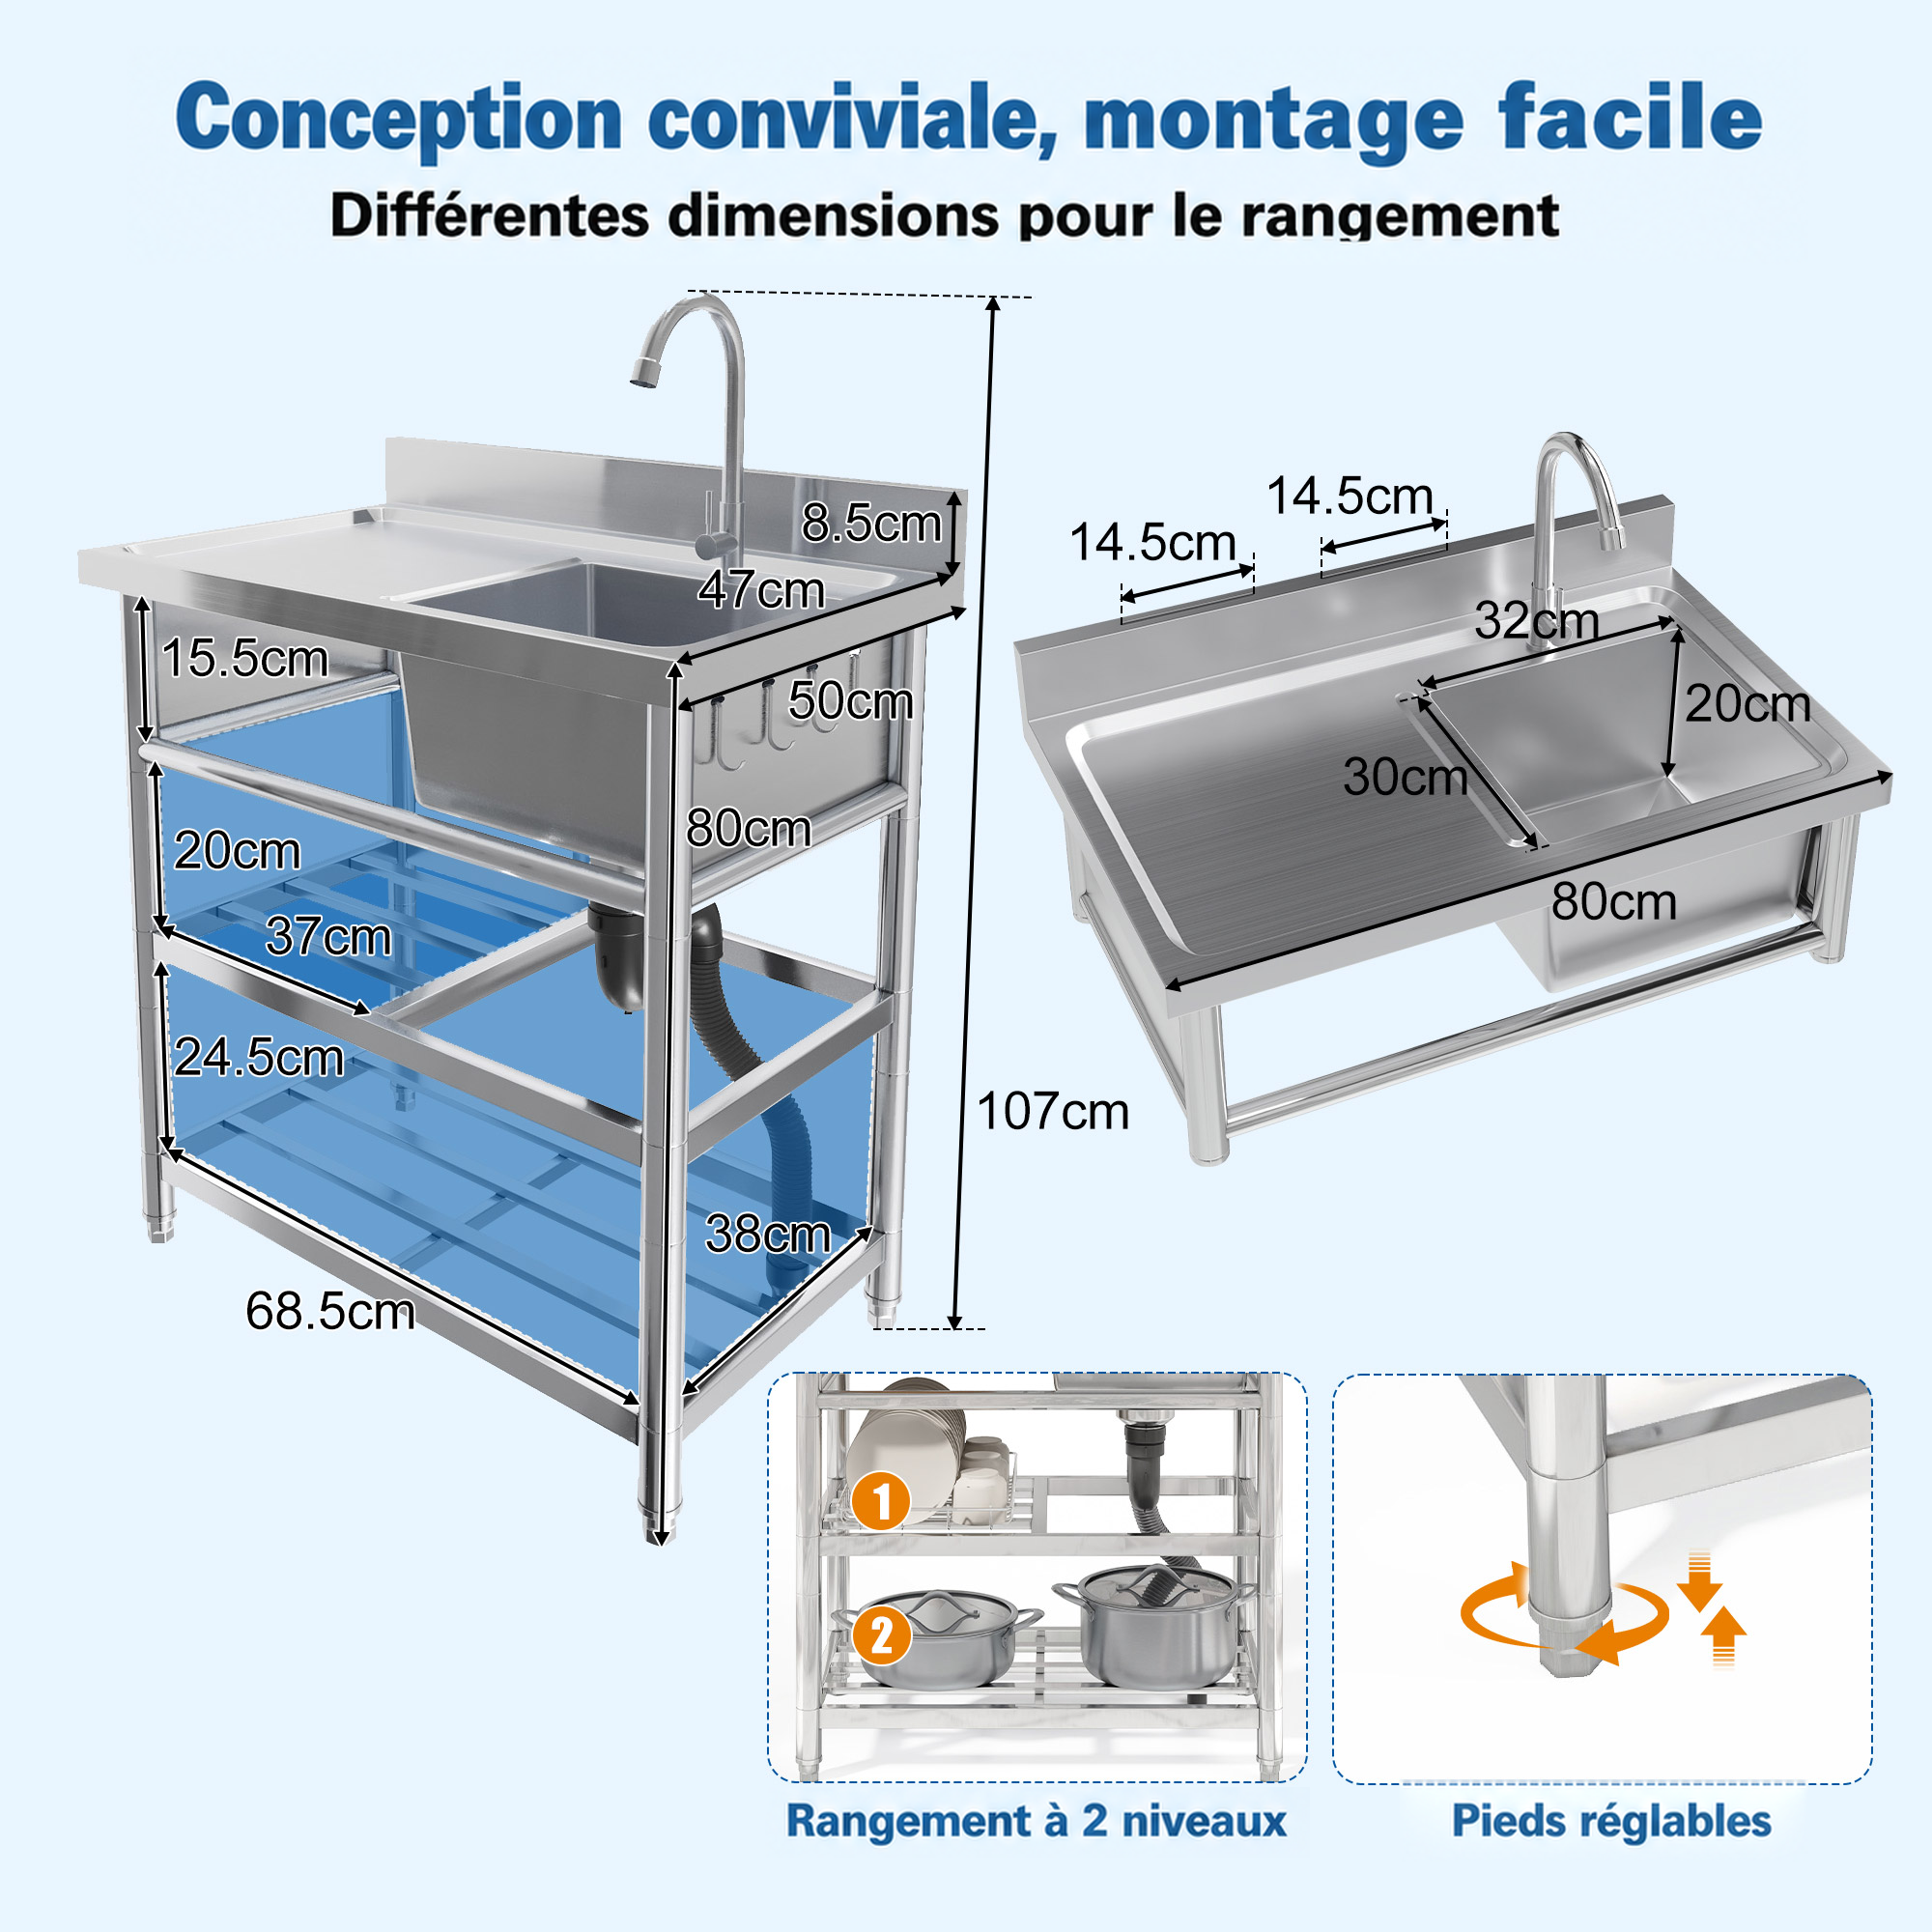 Conception conviviale, montage facile
Différentes dimensions pour le rangement
8.5cm
47cm
50cm
15.5cm
80cm
20cm
37cm
24.5cm
38cm
68.5cm
107cm
14.5cm
14.5cm
32cm
20cm
30cm
80cm
1
2
Rangement à 2 niveaux
Pieds réglables